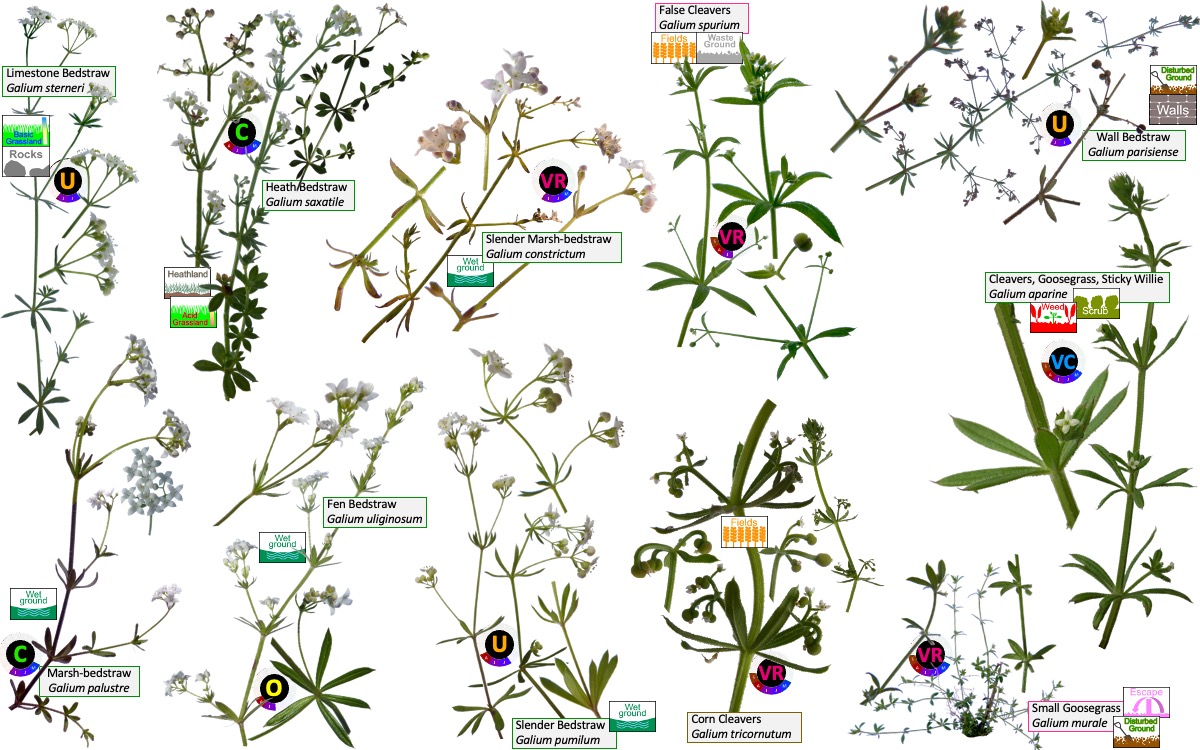 Limestone Bedstraw
Galium sterneri
Basic
Grassland
Rocks
U
C
Heath Bedstraw
Galium saxatile
Heathland
Acid
Grassland
VR
Slender Marsh-bedstraw
Galium constrictum
Wet
ground
False Cleavers
Galium spurium
Fields
Waste
Ground
VR
U
Disturbed
Ground
Walls
Wall Bedstraw
Galium parisiense
Cleavers, Goosegrass, Sticky Willie
Galium aparine
Weed
Scrub
VC
Wet
ground
C
Marsh-bedstraw
Galium palustre
Fen Bedstraw
Galium uliginosum
Wet
ground
O
U
Slender Bedstraw
Galium pumilum
Wet
ground
Fields
VR
Corn Cleavers
Galium tricornutum
VR
Small Goosegrass
Galium murale
Escape
Disturbed
Ground